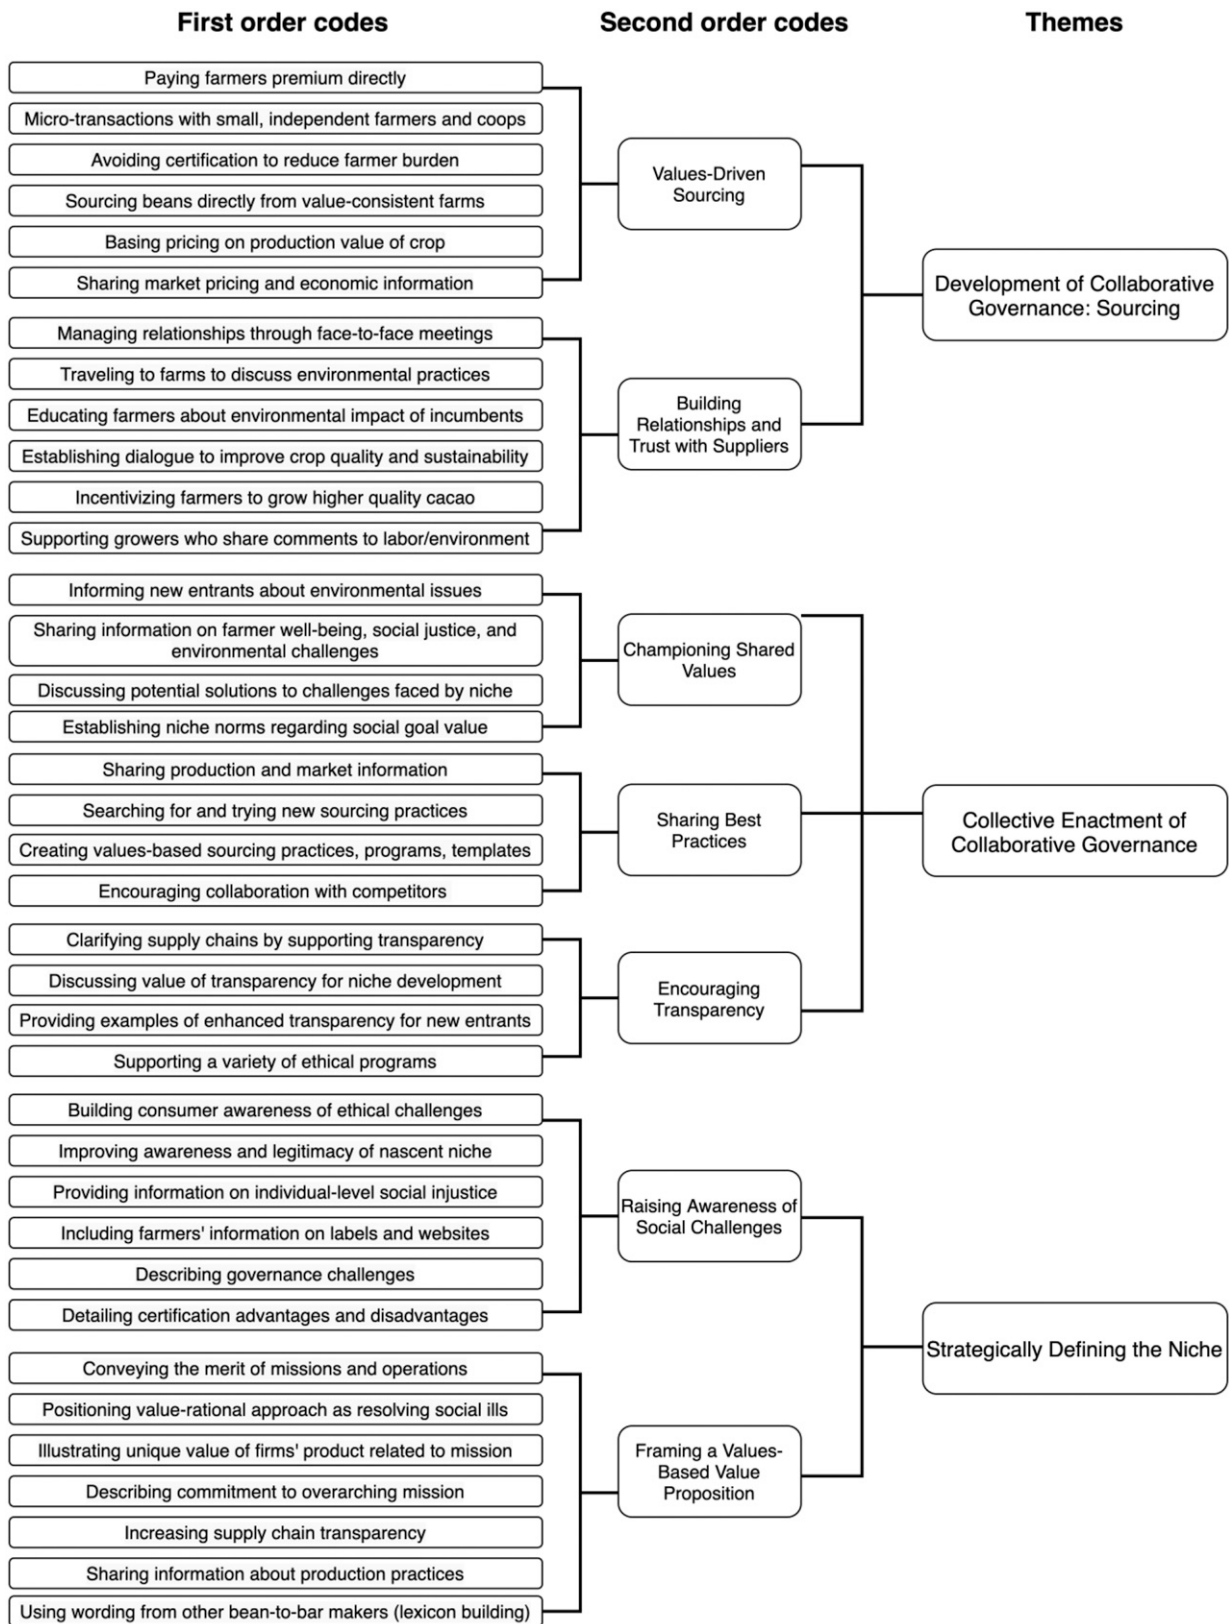 First order codes
Second order codes
Themes
Paying farmers premium directly
Micro-transactions with small, independent farmers and coops
Avoiding certification to reduce farmer burden
Sourcing beans directly from value-consistent farms
Basing pricing on production value of crop
Sharing market pricing and economic information
Values-Driven
Sourcing
Managing relationships through face-to-face meetings
Traveling to farms to discuss environmental practices
Educating farmers about environmental impact of incumbents
Establishing dialogue to improve crop quality and sustainability
Incentivizing farmers to grow higher quality cacao
Supporting growers who share comments to labor/environment
Building
Relationships and
Trust with Suppliers
Development of Collaborative
Governance: Sourcing
Informing new entrants about environmental issues
Sharing information on farmer well-being, social justice, and
environmental challenges
Discussing potential solutions to challenges faced by niche
Establishing niche norms regarding social goal value
Championing Shared
Values
Sharing production and market information
Searching for and trying new sourcing practices
Creating values-based sourcing practices, programs, templates
Encouraging collaboration with competitors
Sharing Best
Practices
Clarifying supply chains by supporting transparency
Discussing value of transparency for niche development
Providing examples of enhanced transparency for new entrants
Supporting a variety of ethical programs
Encouraging
Transparency
Collective Enactment of
Collaborative Governance
Building consumer awareness of ethical challenges
Improving awareness and legitimacy of nascent niche
Providing information on individual-level social injustice
Including farmers' information on labels and websites
Describing governance challenges
Detailing certification advantages and disadvantages
Raising Awareness of
Social Challenges
Conveying the merit of missions and operations
Positioning value-rational approach as resolving social ills
Illustrating unique value of firms' product related to mission
Describing commitment to overarching mission
Increasing supply chain transparency
Sharing information about production practices
Using wording from other bean-to-bar makers (lexicon building)
Framing a Values-
Based Value
Proposition
Strategically Defining the Niche